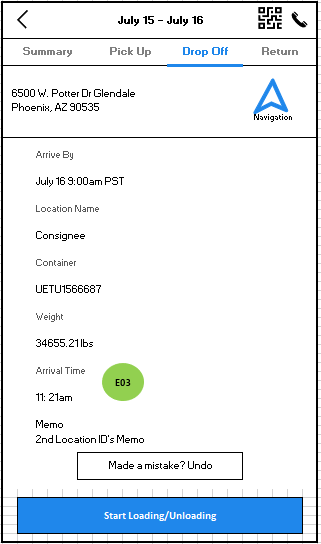 July 15 - July 16
Summary Pick Up Drop Off Return
6500 W. Potter Dr Glendale
Phoenix, AZ 90535
Navigation
Arrive By
July 16 9:00am PST
Location Name
Consignee
Container
UETU1566687
Weight
34655.21 lbs
Arrival Time
E03
11: 21am
Memo
2nd Location ID's Memo
Made a mistake? Undo
Start Loading/Unloading